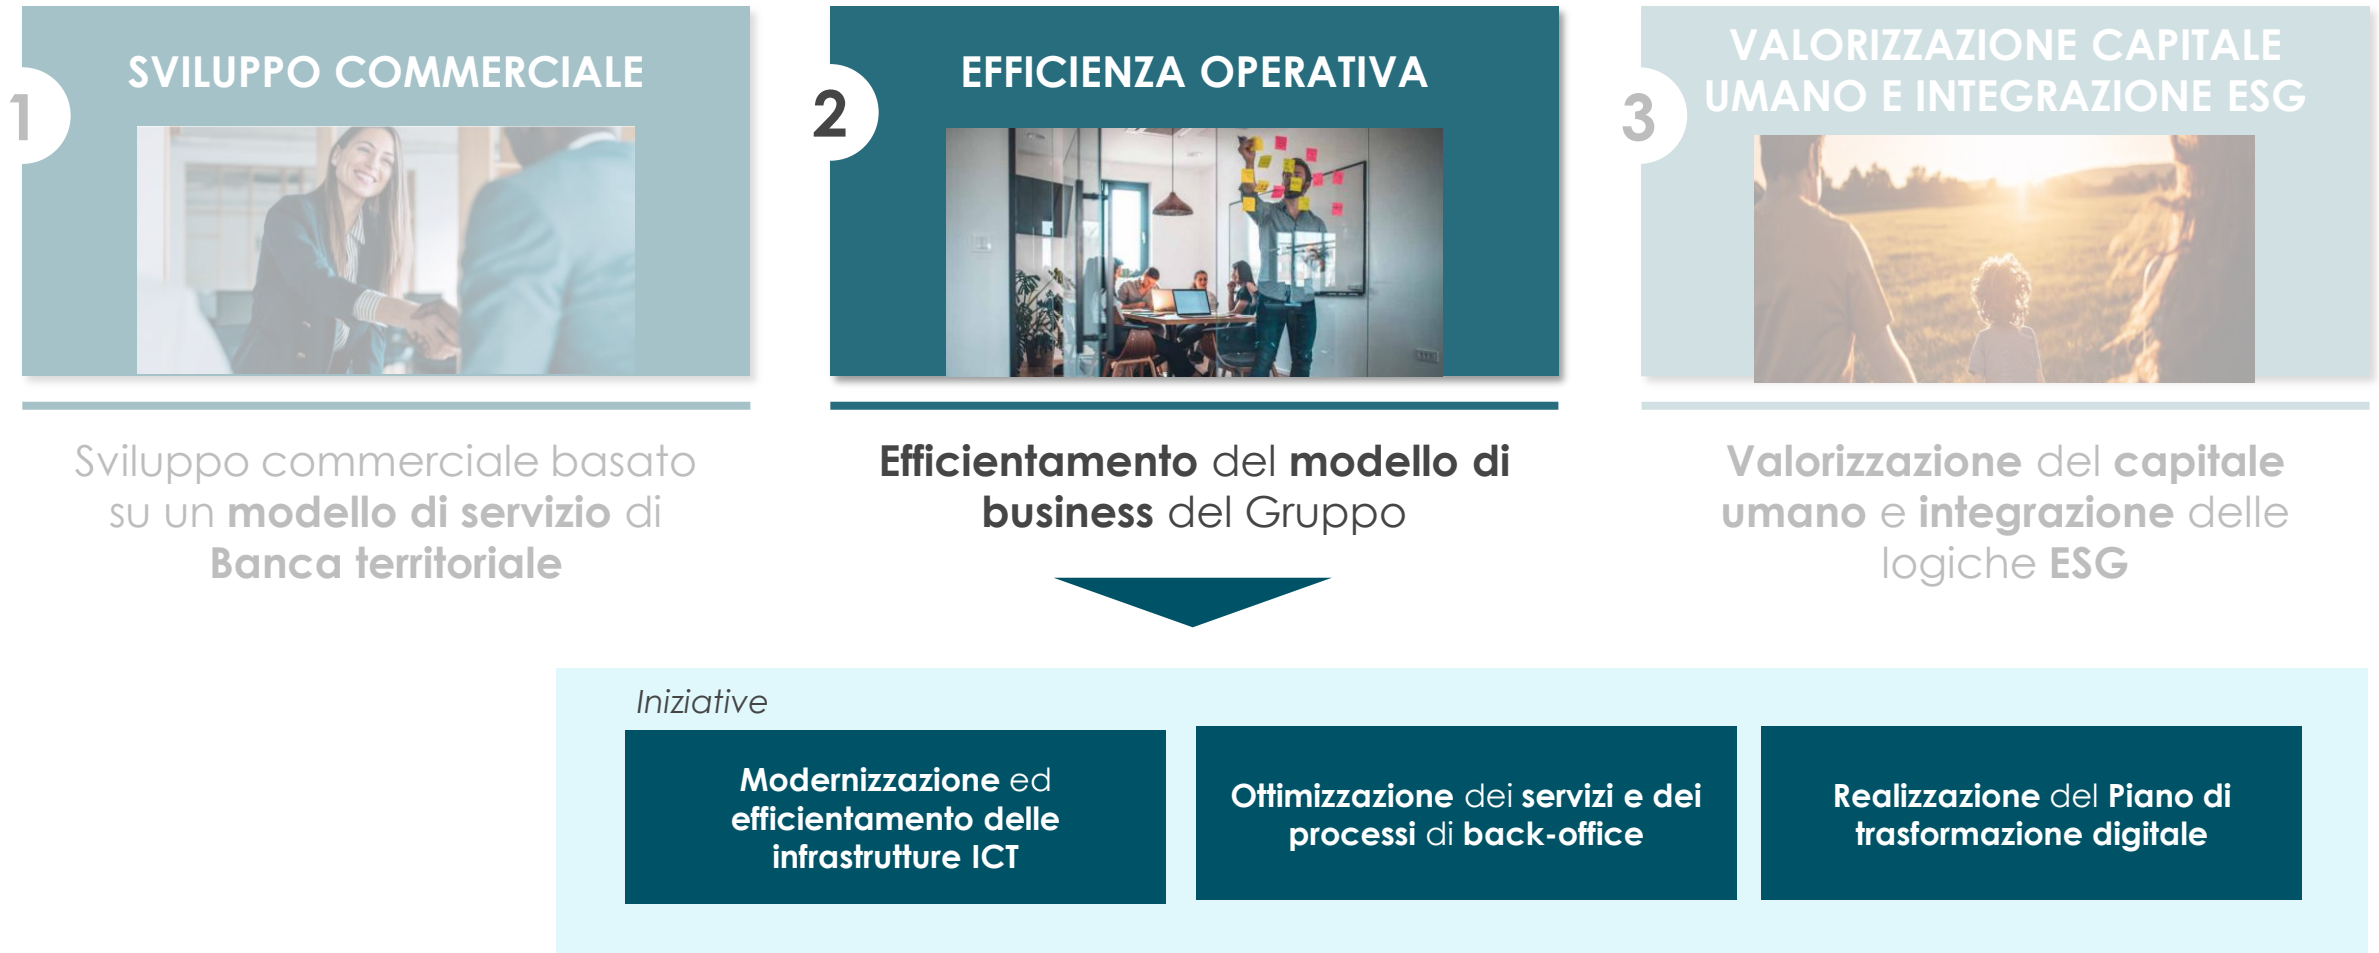 1
SVILUPPO COMMERCIALE
Sviluppo commerciale basato
su un modello di servizio di
Banca territoriale
2
EFFICIENZA OPERATIVA
Efficientamento del modello di
business del Gruppo
3
VALORIZZAZIONE CAPITALE
UMANO E INTEGRAZIONE ESG
Valorizzazione del capitale
umano e integrazione delle
logiche ESG
Iniziative
Modernizzazione ed
efficientamento delle
infrastrutture ICT
Ottimizzazione dei servizi e dei
processi di back-office
Realizzazione del Piano di
trasformazione digitale